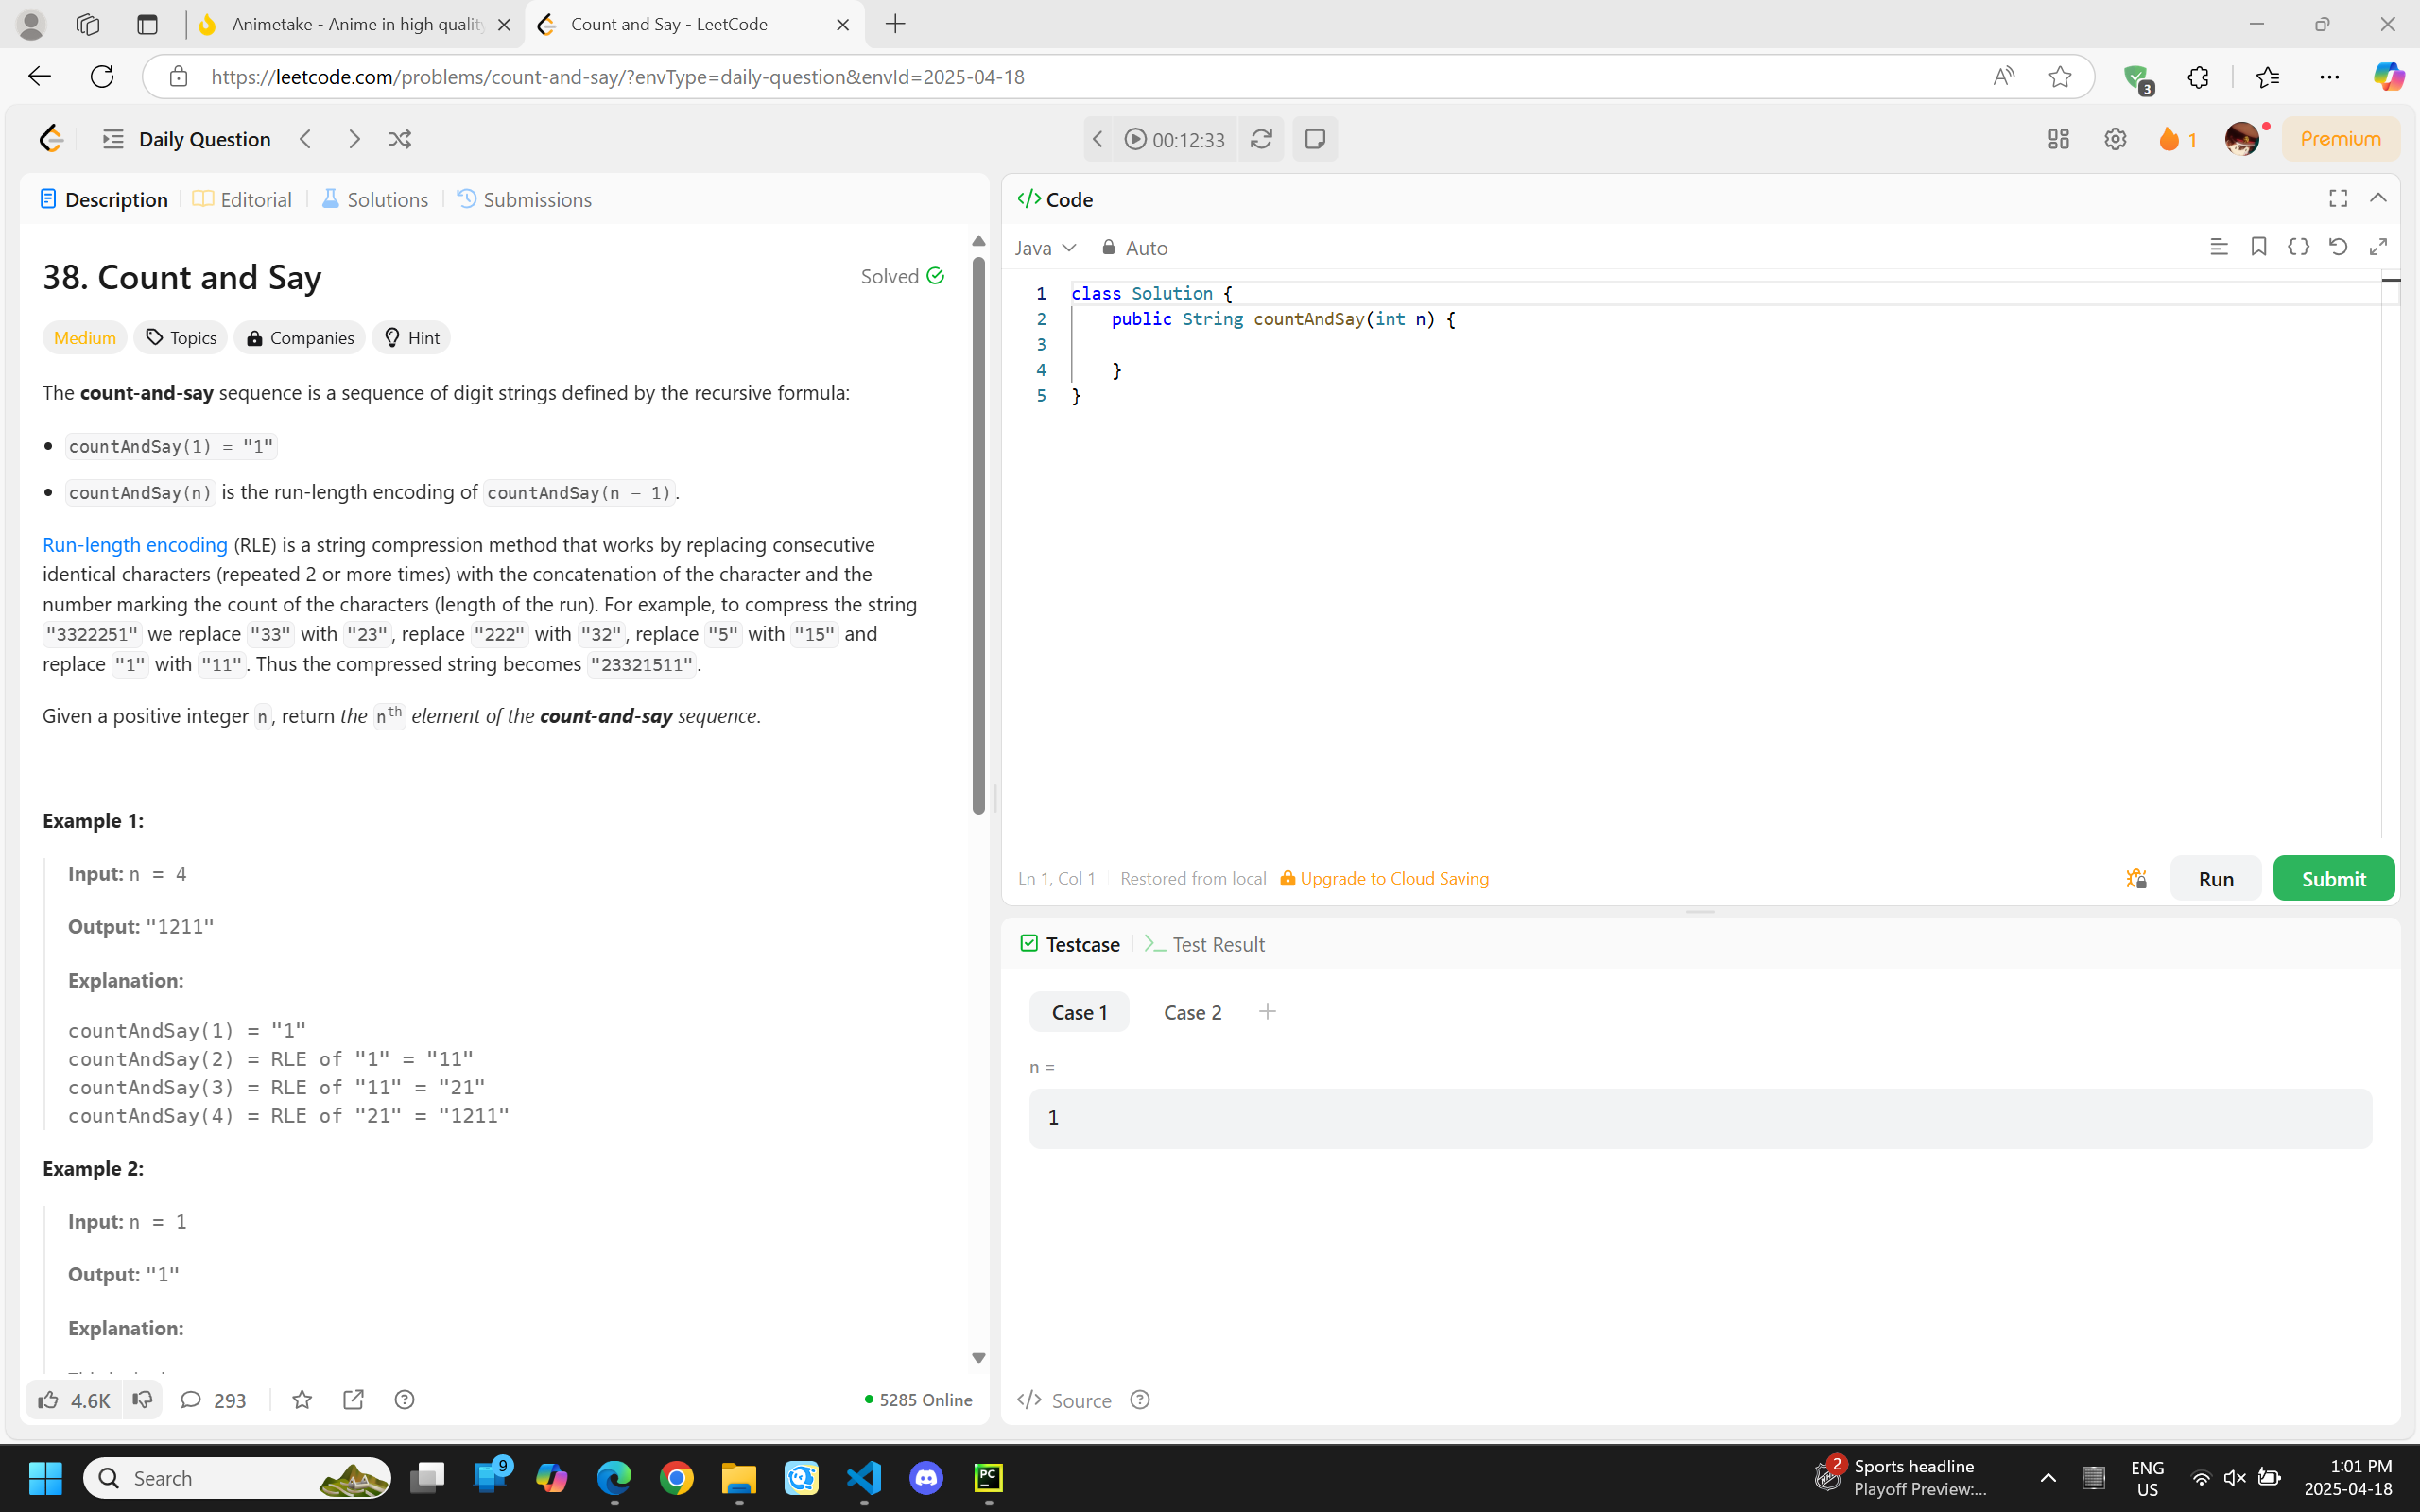 Animetake - Anime in high quality
Count and Say - LeetCode
https://leetcode.com/problems/count-and-say/?envType=daily-question&envId=2025-04-18
3
Daily Question
00:12:33
1
Premium
Description
Editorial
Solutions
Submissions
38. Count and Say
Solved
Medium
Topics
Companies
Hint
The count-and-say sequence is a sequence of digit strings defined by the recursive formula:
• countAndSay(1) = "1"
• countAndSay(n) is the run-length encoding of countAndSay(n - 1).
Run-length encoding (RLE) is a string compression method that works by replacing consecutive
identical characters (repeated 2 or more times) with the concatenation of the character and the
number marking the count of the characters (length of the run). For example, to compress the string
"3322251" we replace "33" with "23", replace "222" with "32", replace "5" with "15" and
replace "1" with "11". Thus the compressed string becomes "23321511".
Given a positive integer n, return the nth element of the count-and-say sequence.
Example 1:
Input: n = 4
Output: "1211"
Explanation:
countAndSay(1) = "1"
countAndSay(2) = RLE of "1" = "11"
countAndSay(3) = RLE of "11" = "21"
countAndSay(4) = RLE of "21" = "1211"
Example 2:
Input: n = 1
Output: "1"
Explanation:
4.6K
293
5285 Online
</> Code
Java
Auto
1 class Solution {
2 public String countAndSay(int n) {
3
4 }
5 }
Ln 1, Col 1
Restored from local
Upgrade to Cloud Saving
Run
Submit
Testcase
Test Result
Case 1
Case 2
n =
1
</> Source
Search
9
PC
2
Sports headline
Playoff Preview:...
ENG
US
1:01 PM
2025-04-18